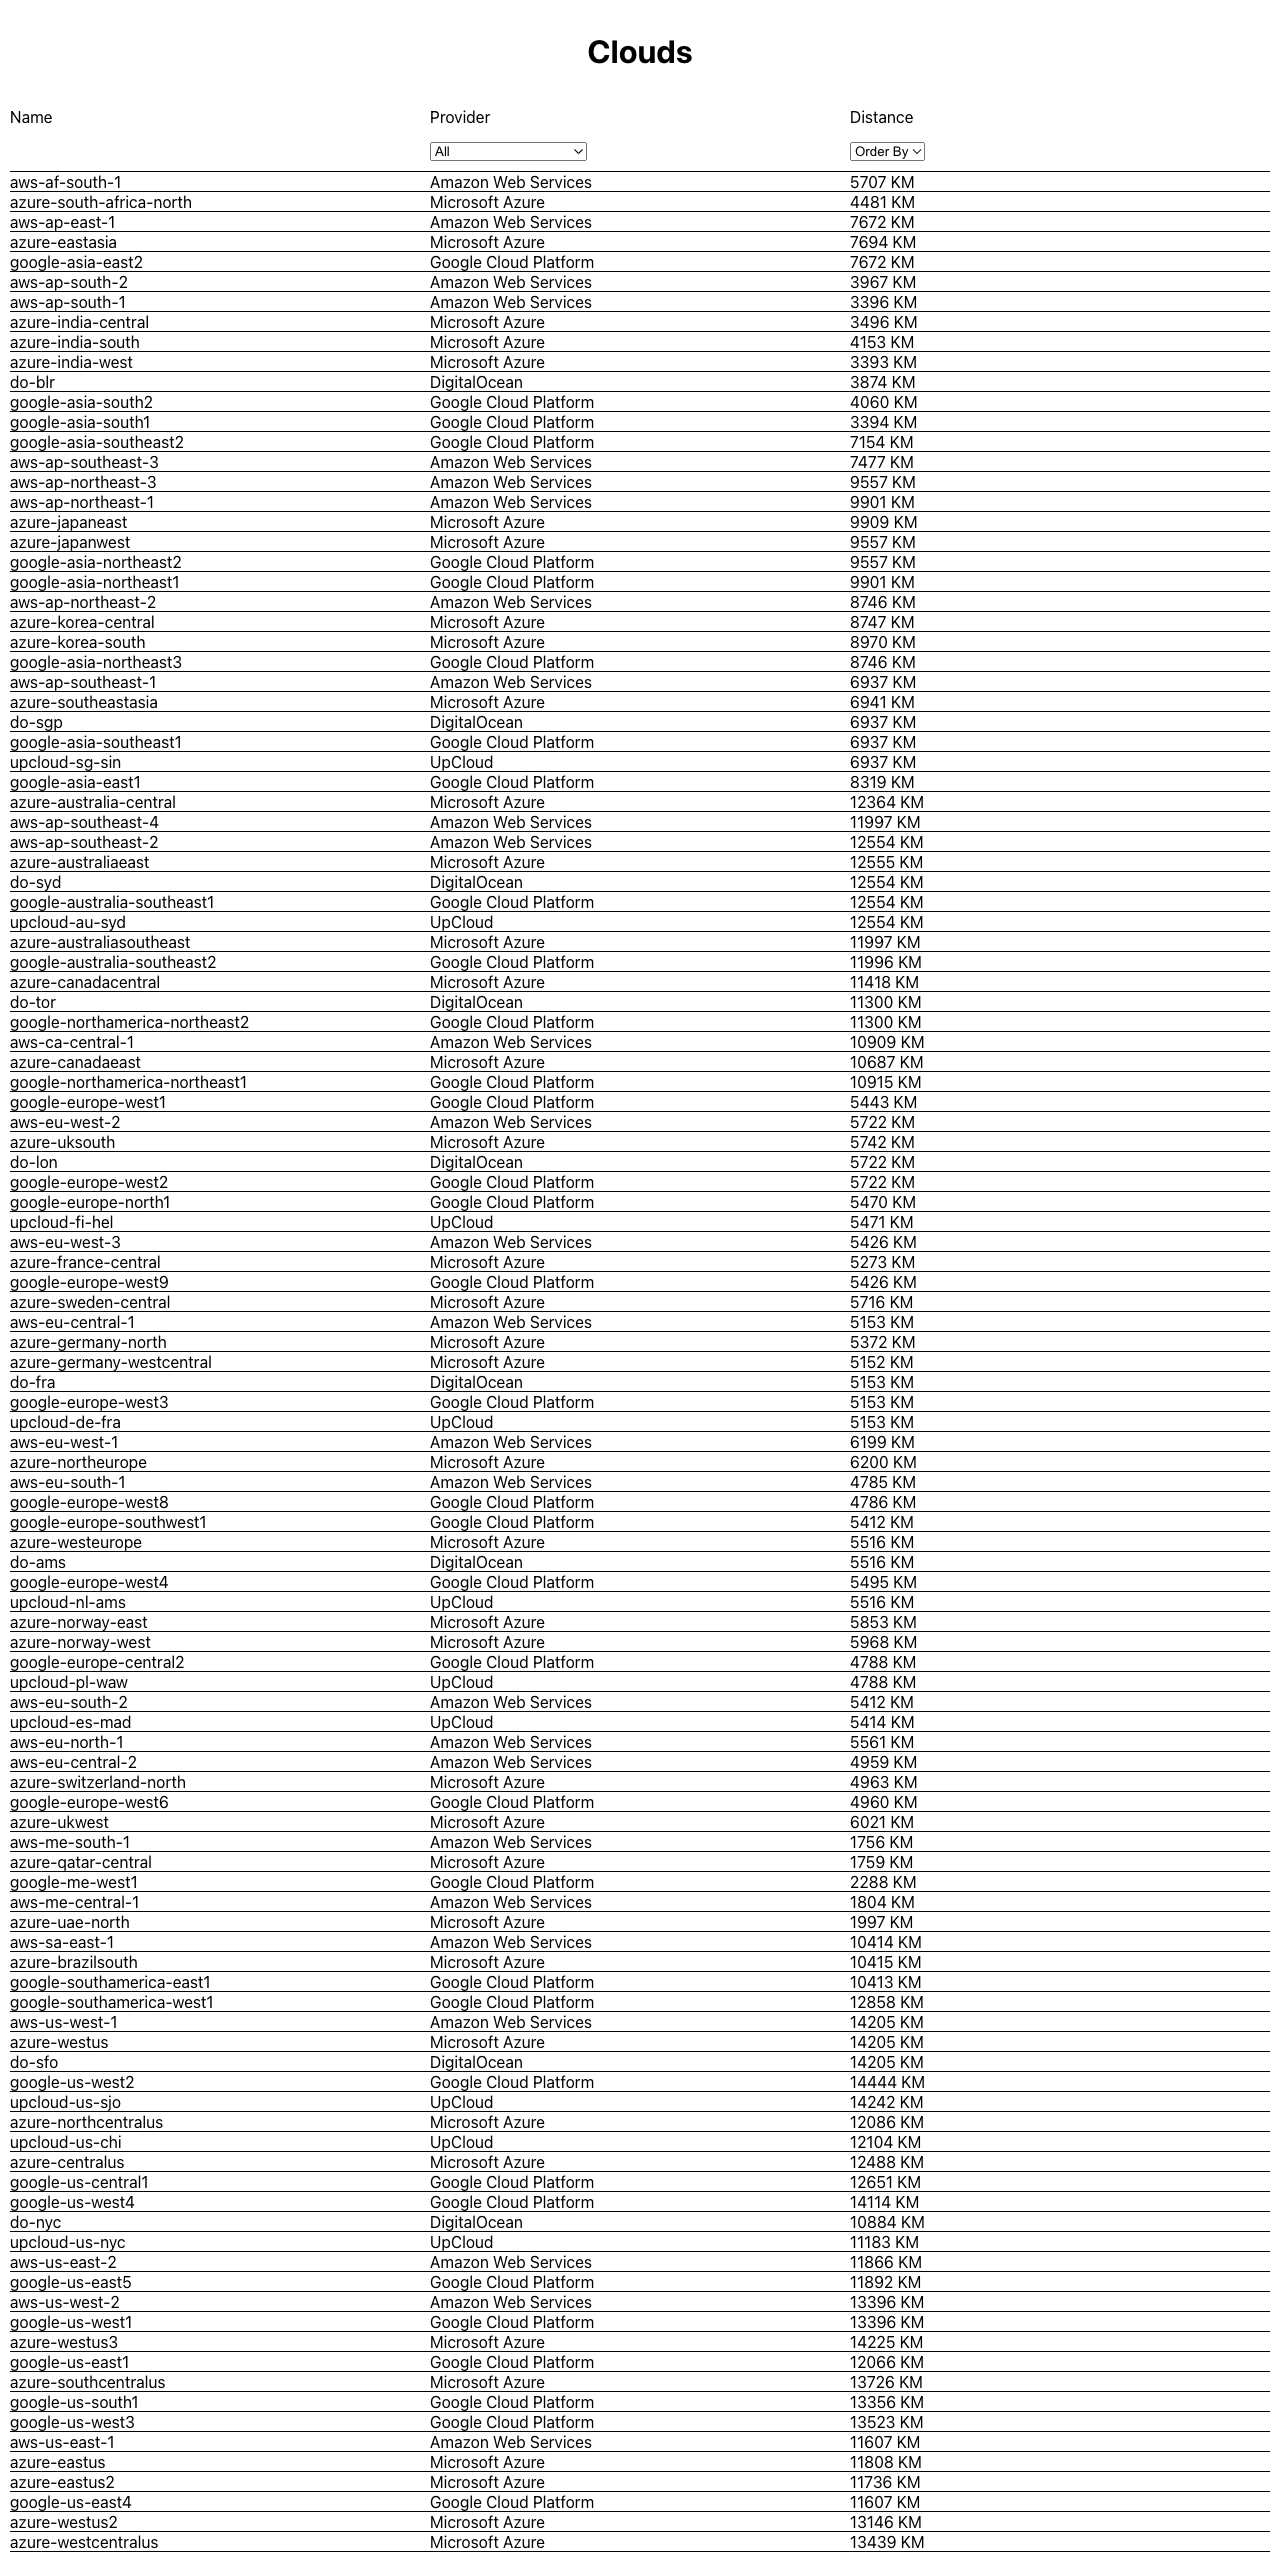 Clouds
Name Provider Distance
All Order By
aws-af-south-1 Amazon Web Services 5707 KM
azure-south-africa-north Microsoft Azure 4481 KM
aws-ap-east-1 Amazon Web Services 7672 KM
azure-eastasia Microsoft Azure 7694 KM
google-asia-east2 Google Cloud Platform 7672 KM
aws-ap-south-2 Amazon Web Services 3967 KM
aws-ap-south-1 Amazon Web Services 3396 KM
azure-india-central Microsoft Azure 3496 KM
azure-india-south Microsoft Azure 4153 KM
azure-india-west Microsoft Azure 3393 KM
do-blr DigitalOcean 3874 KM
google-asia-south2 Google Cloud Platform 4060 KM
google-asia-south1 Google Cloud Platform 3394 KM
google-asia-southeast2 Google Cloud Platform 7154 KM
aws-ap-southeast-3 Amazon Web Services 7477 KM
aws-ap-northeast-3 Amazon Web Services 9557 KM
aws-ap-northeast-1 Amazon Web Services 9901 KM
azure-japaneast Microsoft Azure 9909 KM
azure-japanwest Microsoft Azure 9557 KM
google-asia-northeast2 Google Cloud Platform 9557 KM
google-asia-northeast1 Google Cloud Platform 9901 KM
aws-ap-northeast-2 Amazon Web Services 8746 KM
azure-korea-central Microsoft Azure 8747 KM
azure-korea-south Microsoft Azure 8970 KM
google-asia-northeast3 Google Cloud Platform 8746 KM
aws-ap-southeast-1 Amazon Web Services 6937 KM
azure-southeastasia Microsoft Azure 6941 KM
do-sgp DigitalOcean 6937 KM
google-asia-southeast1 Google Cloud Platform 6937 KM
upcloud-sg-sin UpCloud 6937 KM
google-asia-east1 Google Cloud Platform 8319 KM
azure-australia-central Microsoft Azure 12364 KM
aws-ap-southeast-4 Amazon Web Services 11997 KM
aws-ap-southeast-2 Amazon Web Services 12554 KM
azure-australiaeast Microsoft Azure 12555 KM
do-syd DigitalOcean 12554 KM
google-australia-southeast1 Google Cloud Platform 12554 KM
upcloud-au-syd UpCloud 12554 KM
azure-australiasoutheast Microsoft Azure 11997 KM
google-australia-southeast2 Google Cloud Platform 11996 KM
azure-canadacentral Microsoft Azure 11418 KM
do-tor DigitalOcean 11300 KM
google-northamerica-northeast2 Google Cloud Platform 11300 KM
aws-ca-central-1 Amazon Web Services 10909 KM
azure-canadaeast Microsoft Azure 10687 KM
google-northamerica-northeast1 Google Cloud Platform 10915 KM
google-europe-west1 Google Cloud Platform 5443 KM
aws-eu-west-2 Amazon Web Services 5722 KM
azure-uksouth Microsoft Azure 5742 KM
do-lon DigitalOcean 5722 KM
google-europe-west2 Google Cloud Platform 5722 KM
google-europe-north1 Google Cloud Platform 5470 KM
upcloud-fi-hel UpCloud 5471 KM
aws-eu-west-3 Amazon Web Services 5426 KM
azure-france-central Microsoft Azure 5273 KM
google-europe-west9 Google Cloud Platform 5426 KM
azure-sweden-central Microsoft Azure 5716 KM
aws-eu-central-1 Amazon Web Services 5153 KM
azure-germany-north Microsoft Azure 5372 KM
azure-germany-westcentral Microsoft Azure 5152 KM
do-fra DigitalOcean 5153 KM
google-europe-west3 Google Cloud Platform 5153 KM
upcloud-de-fra UpCloud 5153 KM
aws-eu-west-1 Amazon Web Services 6199 KM
azure-northeurope Microsoft Azure 6200 KM
aws-eu-south-1 Amazon Web Services 4785 KM
google-europe-west8 Google Cloud Platform 4786 KM
google-europe-southwest1 Google Cloud Platform 5412 KM
azure-westeurope Microsoft Azure 5516 KM
do-ams DigitalOcean 5516 KM
google-europe-west4 Google Cloud Platform 5495 KM
upcloud-nl-ams UpCloud 5516 KM
azure-norway-east Microsoft Azure 5853 KM
azure-norway-west Microsoft Azure 5968 KM
google-europe-central2 Google Cloud Platform 4788 KM
upcloud-pl-waw UpCloud 4788 KM
aws-eu-south-2 Amazon Web Services 5412 KM
upcloud-es-mad UpCloud 5414 KM
aws-eu-north-1 Amazon Web Services 5561 KM
aws-eu-central-2 Amazon Web Services 4959 KM
azure-switzerland-north Microsoft Azure 4963 KM
google-europe-west6 Google Cloud Platform 4960 KM
azure-ukwest Microsoft Azure 6021 KM
aws-me-south-1 Amazon Web Services 1756 KM
azure-qatar-central Microsoft Azure 1759 KM
google-me-west1 Google Cloud Platform 2288 KM
aws-me-central-1 Amazon Web Services 1804 KM
azure-uae-north Microsoft Azure 1997 KM
aws-sa-east-1 Amazon Web Services 10414 KM
azure-brazilsouth Microsoft Azure 10415 KM
google-southamerica-east1 Google Cloud Platform 10413 KM
google-southamerica-west1 Google Cloud Platform 12858 KM
aws-us-west-1 Amazon Web Services 14205 KM
azure-westus Microsoft Azure 14205 KM
do-sfo DigitalOcean 14205 KM
google-us-west2 Google Cloud Platform 14444 KM
upcloud-us-sjo UpCloud 14242 KM
azure-northcentralus Microsoft Azure 12086 KM
upcloud-us-chi UpCloud 12104 KM
azure-centralus Microsoft Azure 12488 KM
google-us-central1 Google Cloud Platform 12651 KM
google-us-west4 Google Cloud Platform 14114 KM
do-nyc DigitalOcean 10884 KM
upcloud-us-nyc UpCloud 11183 KM
aws-us-east-2 Amazon Web Services 11866 KM
google-us-east5 Google Cloud Platform 11892 KM
aws-us-west-2 Amazon Web Services 13396 KM
google-us-west1 Google Cloud Platform 13396 KM
azure-westus3 Microsoft Azure 14225 KM
google-us-east1 Google Cloud Platform 12066 KM
azure-southcentralus Microsoft Azure 13726 KM
google-us-south1 Google Cloud Platform 13356 KM
google-us-west3 Google Cloud Platform 13523 KM
aws-us-east-1 Amazon Web Services 11607 KM
azure-eastus Microsoft Azure 11808 KM
azure-eastus2 Microsoft Azure 11736 KM
google-us-east4 Google Cloud Platform 11607 KM
azure-westus2 Microsoft Azure 13146 KM
azure-westcentralus Microsoft Azure 13439 KM